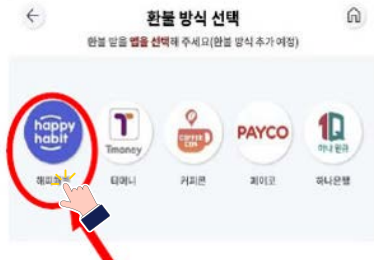 환불 방식 선택
환불 받을 앱을 선택해 주세요(환불 방식 추가 예정)
happy habit
T Tmoney
COFFEE CON
PAYCO
1Q 하나원큐
티머니
커피콘
페이코
하나은행